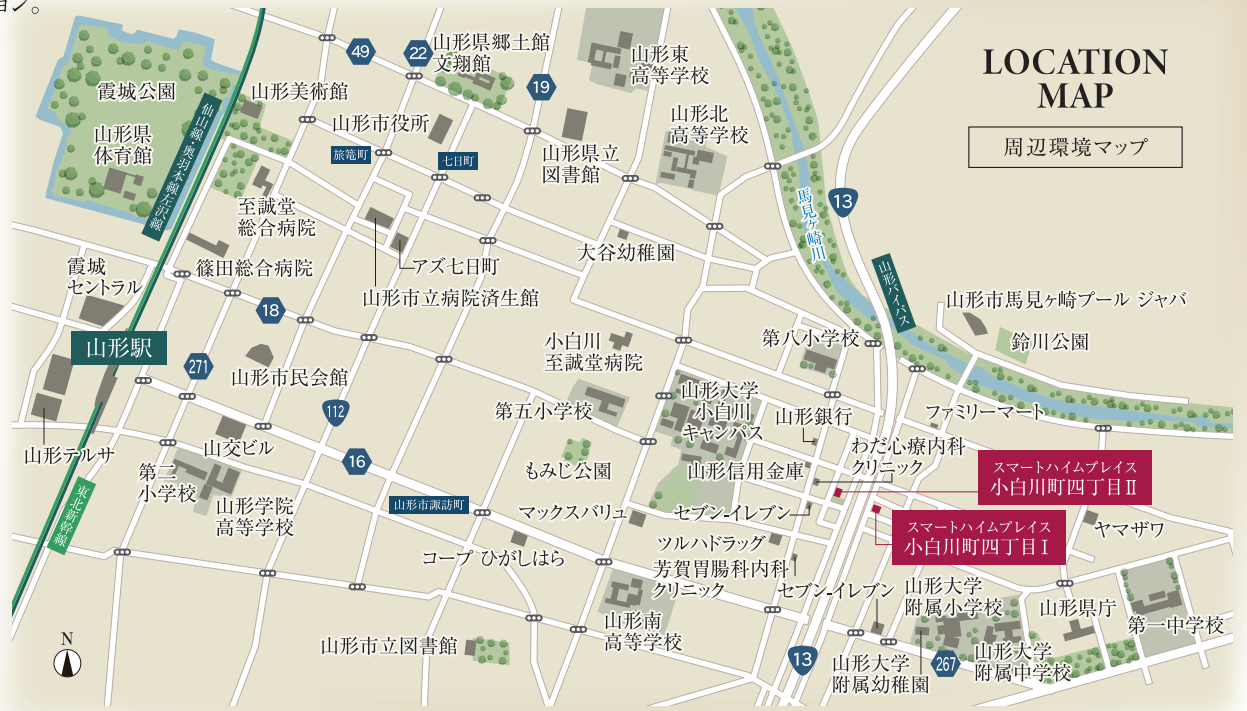 ョン。
LOCATION
MAP
周辺環境マップ
49
22
山形県郷土館
文翔館
19
山形東
高等学校
霞城公園
山形美術館
山形県
体育館
仙山線・奥羽本線左沢線
山形市役所
旅篭町
七日町
山形県立
図書館
山形北
高等学校
馬見ヶ崎川
13
至誠堂
総合病院
篠田総合病院
アズ七日町
山形市立病院済生館
大谷幼稚園
霞城
セントラル
18
山形バイパス
山形市馬見ヶ崎プール ジャバ
鈴川公園
山形駅
271
山形市民会館
小白川
至誠堂病院
第八小学校
112
第五小学校
山形大学
小白川
キャンパス
山形銀行
ファミリーマート
山形テルサ
山交ビル
16
もみじ公園
山形信用金庫
わだ心療内科
クリニック
スマートハイムプレイス
小白川町四丁目II
第二
小学校
山形学院
高等学校
山形市諏訪町
マックスバリュ
セブン-イレブン
スマートハイムプレイス
小白川町四丁目I
ヤマザワ
東北新幹線
コープ ひがしはら
ツルハドラッグ
芳賀胃腸科内科
クリニック
セブン-イレブン
山形大学
附属小学校
山形県庁
第一中学校
山形南
高等学校
山形市立図書館
13
山形大学
附属幼稚園
267
山形大学
附属中学校
N